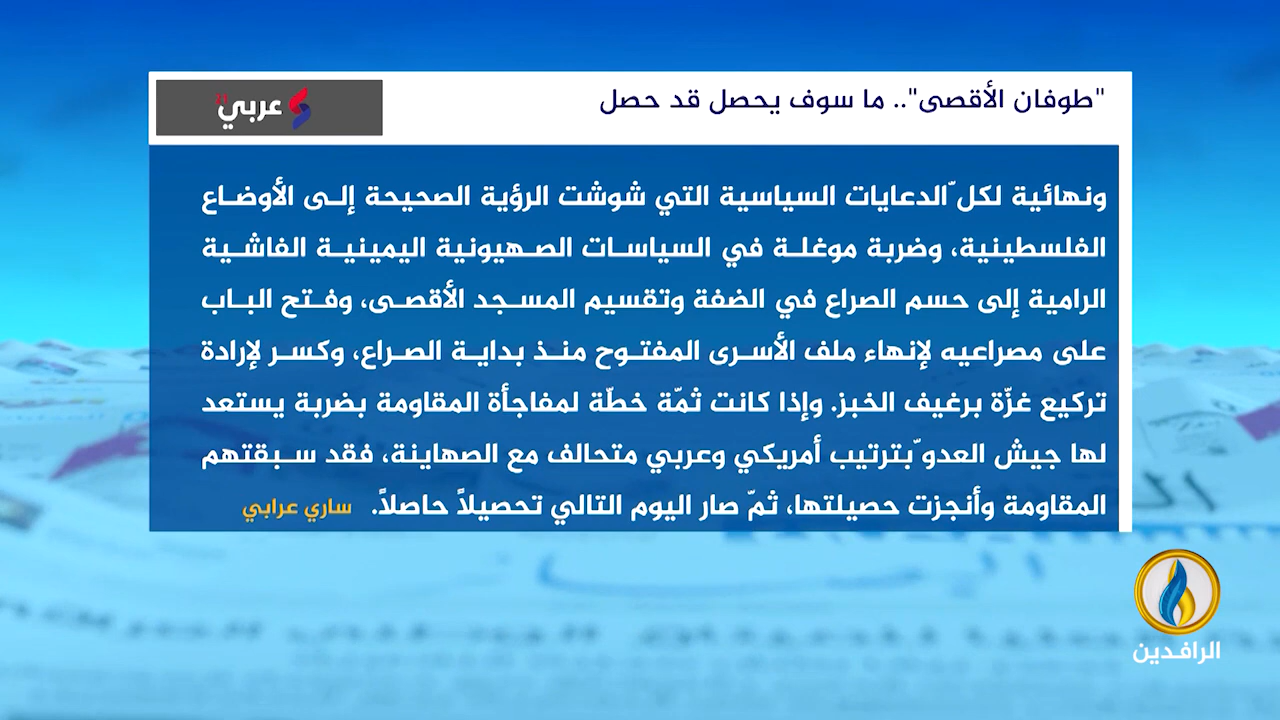 "طوفان الأقصى".. ما سوف يحصل قد حصل
عربي21
ونهائية لكلّ الدعايات السياسية التي شوشت الرؤية الصحيحة إلى الأوضاع
الفلسطينية، وضربة موغلة في السياسات الصهيونية اليمينية الفاشية
الرامية إلى حسم الصراع في الضفة وتقسيم المسجد الأقصى، وفتح الباب
على مصراعيه لإنهاء ملف الأسرى المفتوح منذ بداية الصراع، وكسر لإرادة
تركيع غزّة برغيف الخبز. وإذا كانت ثمّة خطّة لمفاجأة المقاومة بضربة يستعد
لها جيش العدوّ بترتيب أمريكي وعربي متحالف مع الصهاينة، فقد سبقتهم
المقاومة وأنجزت حصيلتها، ثمّ صار اليوم التالي تحصيلاً حاصلاً. ساري عرابي
الرافدين